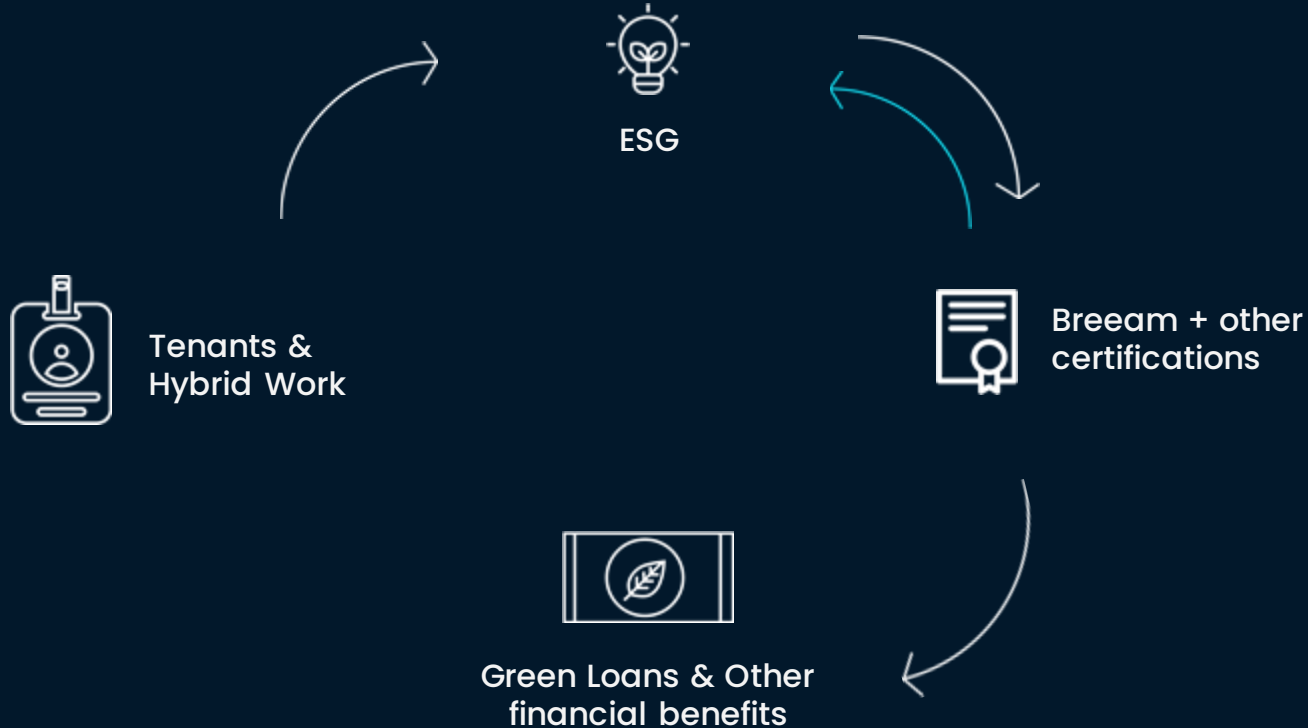 ESG
Tenants &
Hybrid Work
Breeam + other
certifications
Green Loans & Other
financial benefits